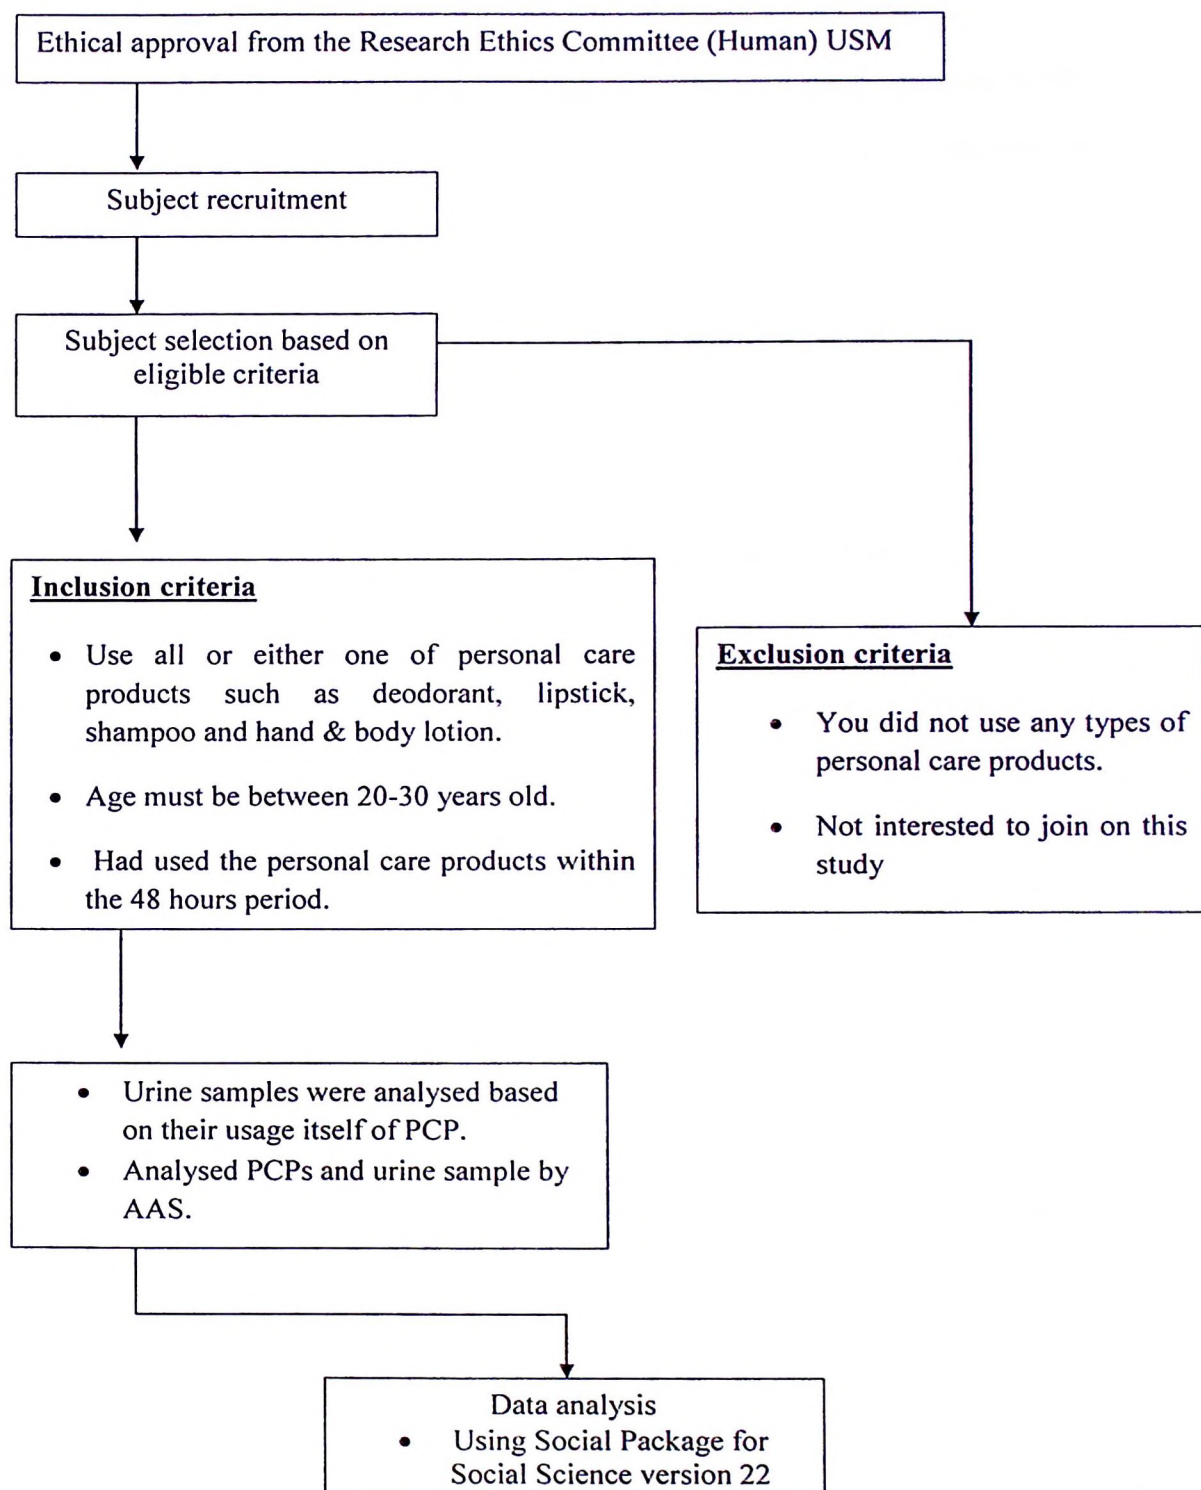 Ethical approval from the Research Ethics Committee (Human) USM
Subject recruitment
Subject selection based on
eligible criteria
Inclusion criteria
• Use all or either one of personal care
products such as deodorant, lipstick,
shampoo and hand & body lotion.
• Age must be between 20-30 years old.
• Had used the personal care products within
the 48 hours period.
Exclusion criteria
• You did not use any types of
personal care products.
• Not interested to join on this
study
• Urine samples were analysed based
on their usage itself of PCP.
• Analysed PCPs and urine sample by
AAS.
Data analysis
• Using Social Package for
Social Science version 22